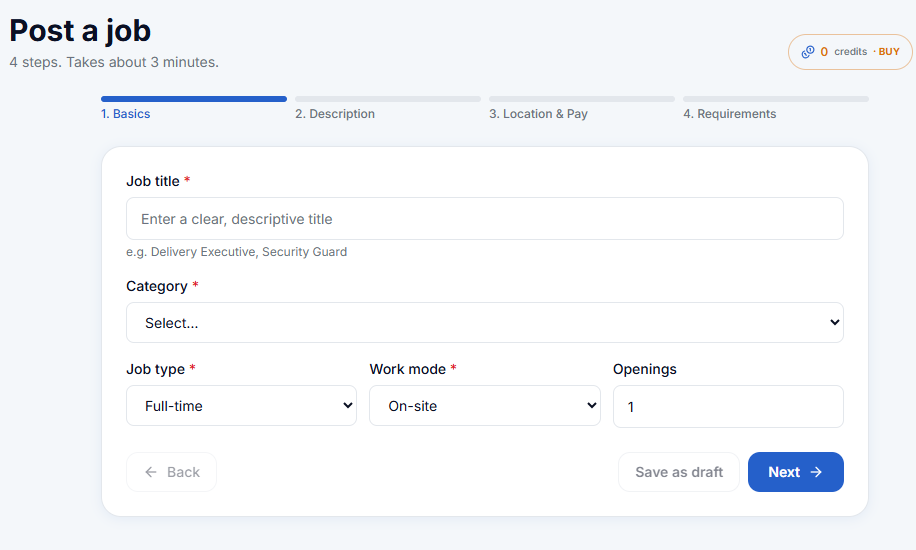 Post a job
4 steps. Takes about 3 minutes.
0 credits · BUY
1. Basics 2. Description 3. Location & Pay 4. Requirements
Job title *
Enter a clear, descriptive title
e.g. Delivery Executive, Security Guard
Category *
Select...
Job type * Work mode * Openings
Full-time On-site 1
Back Save as draft Next